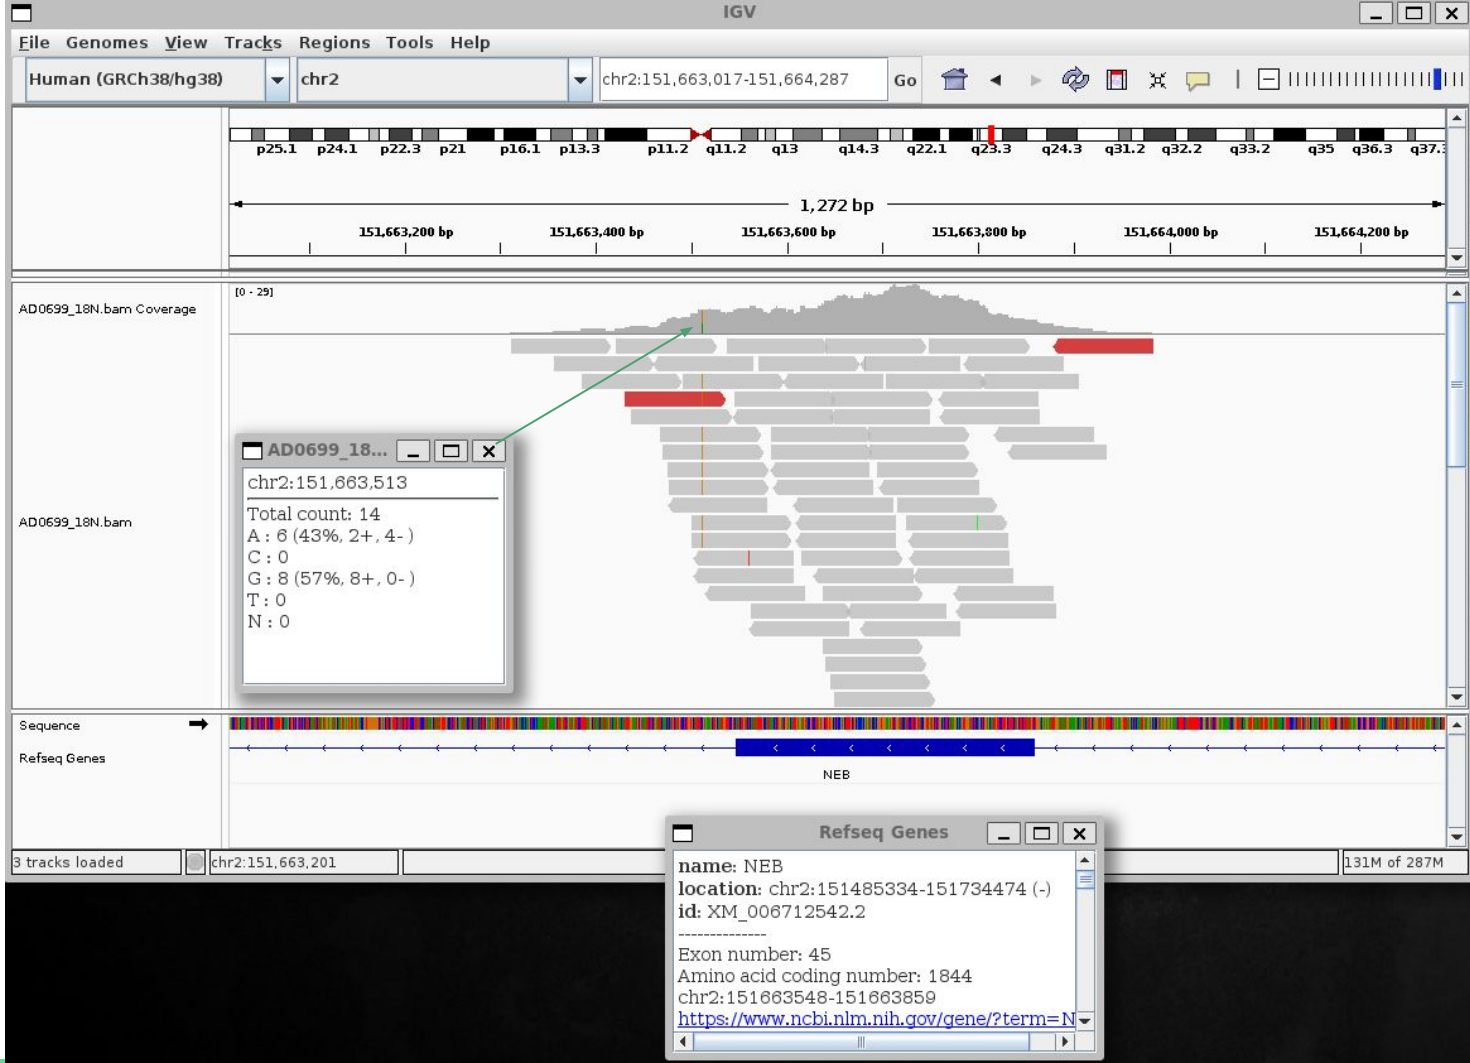 IGV
File Genomes View Tracks Regions Tools Help
Human (GRCh38/hg38) chr2 chr2:151,663,017-151,664,287 Go
p25.1 p24.1 p22.3 p21 p16.1 p13.3 p11.2 q11.2 q13 q14.3 q22.1 q23.3 q24.3 q31.2 q32.2 q33.2 q35 q36.3 q37.3
1,272 bp
151,663,200 bp 151,663,400 bp 151,663,600 bp 151,663,800 bp 151,664,000 bp 151,664,200 bp
[0 - 29]
AD0699_18N.bam Coverage
AD0699_18...
chr2:151,663,513
Total count: 14
A : 6 (43%, 2+, 4- )
C : 0
G : 8 (57%, 8+, 0- )
T : 0
N : 0
AD0699_18N.bam
Sequence
Refseq Genes
NEB
3 tracks loaded chr2:151,663,201 131M of 287M
Refseq Genes
name: NEB
location: chr2:151485334-151734474 (-)
id: XM_006712542.2
--------------
Exon number: 45
Amino acid coding number: 1844
chr2:151663548-151663859
https://www.ncbi.nlm.nih.gov/gene/?term=N